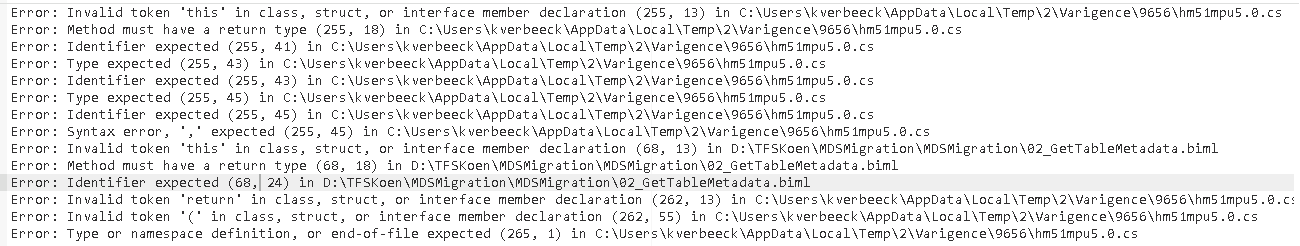 Error: Invalid token 'this' in class, struct, or interface member declaration (255, 13) in C:\Users\kverbeeck\AppData\Local\Temp\2\Varigence\9656\hm51mpu5.0.cs
Error: Method must have a return type (255, 18) in C:\Users\kverbeeck\AppData\Local\Temp\2\Varigence\9656\hm51mpu5.0.cs
Error: Identifier expected (255, 41) in C:\Users\kverbeeck\AppData\Local\Temp\2\Varigence\9656\hm51mpu5.0.cs
Error: Type expected (255, 43) in C:\Users\kverbeeck\AppData\Local\Temp\2\Varigence\9656\hm51mpu5.0.cs
Error: Identifier expected (255, 43) in C:\Users\kverbeeck\AppData\Local\Temp\2\Varigence\9656\hm51mpu5.0.cs
Error: Type expected (255, 45) in C:\Users\kverbeeck\AppData\Local\Temp\2\Varigence\9656\hm51mpu5.0.cs
Error: Identifier expected (255, 45) in C:\Users\kverbeeck\AppData\Local\Temp\2\Varigence\9656\hm51mpu5.0.cs
Error: Syntax error, ',' expected (255, 45) in C:\Users\kverbeeck\AppData\Local\Temp\2\Varigence\9656\hm51mpu5.0.cs
Error: Invalid token 'this' in class, struct, or interface member declaration (68, 13) in D:\TFSKoen\MDSMigration\MDSMigration\02_GetTableMetadata.biml
Error: Method must have a return type (68, 18) in D:\TFSKoen\MDSMigration\MDSMigration\02_GetTableMetadata.biml
Error: Identifier expected (68, 24) in D:\TFSKoen\MDSMigration\MDSMigration\02_GetTableMetadata.biml
Error: Invalid token 'return' in class, struct, or interface member declaration (262, 13) in C:\Users\kverbeeck\AppData\Local\Temp\2\Varigence\9656\hm51mpu5.0.cs
Error: Invalid token '(' in class, struct, or interface member declaration (262, 55) in C:\Users\kverbeeck\AppData\Local\Temp\2\Varigence\9656\hm51mpu5.0.cs
Error: Type or namespace definition, or end-of-file expected (265, 1) in C:\Users\kverbeeck\AppData\Local\Temp\2\Varigence\9656\hm51mpu5.0.cs